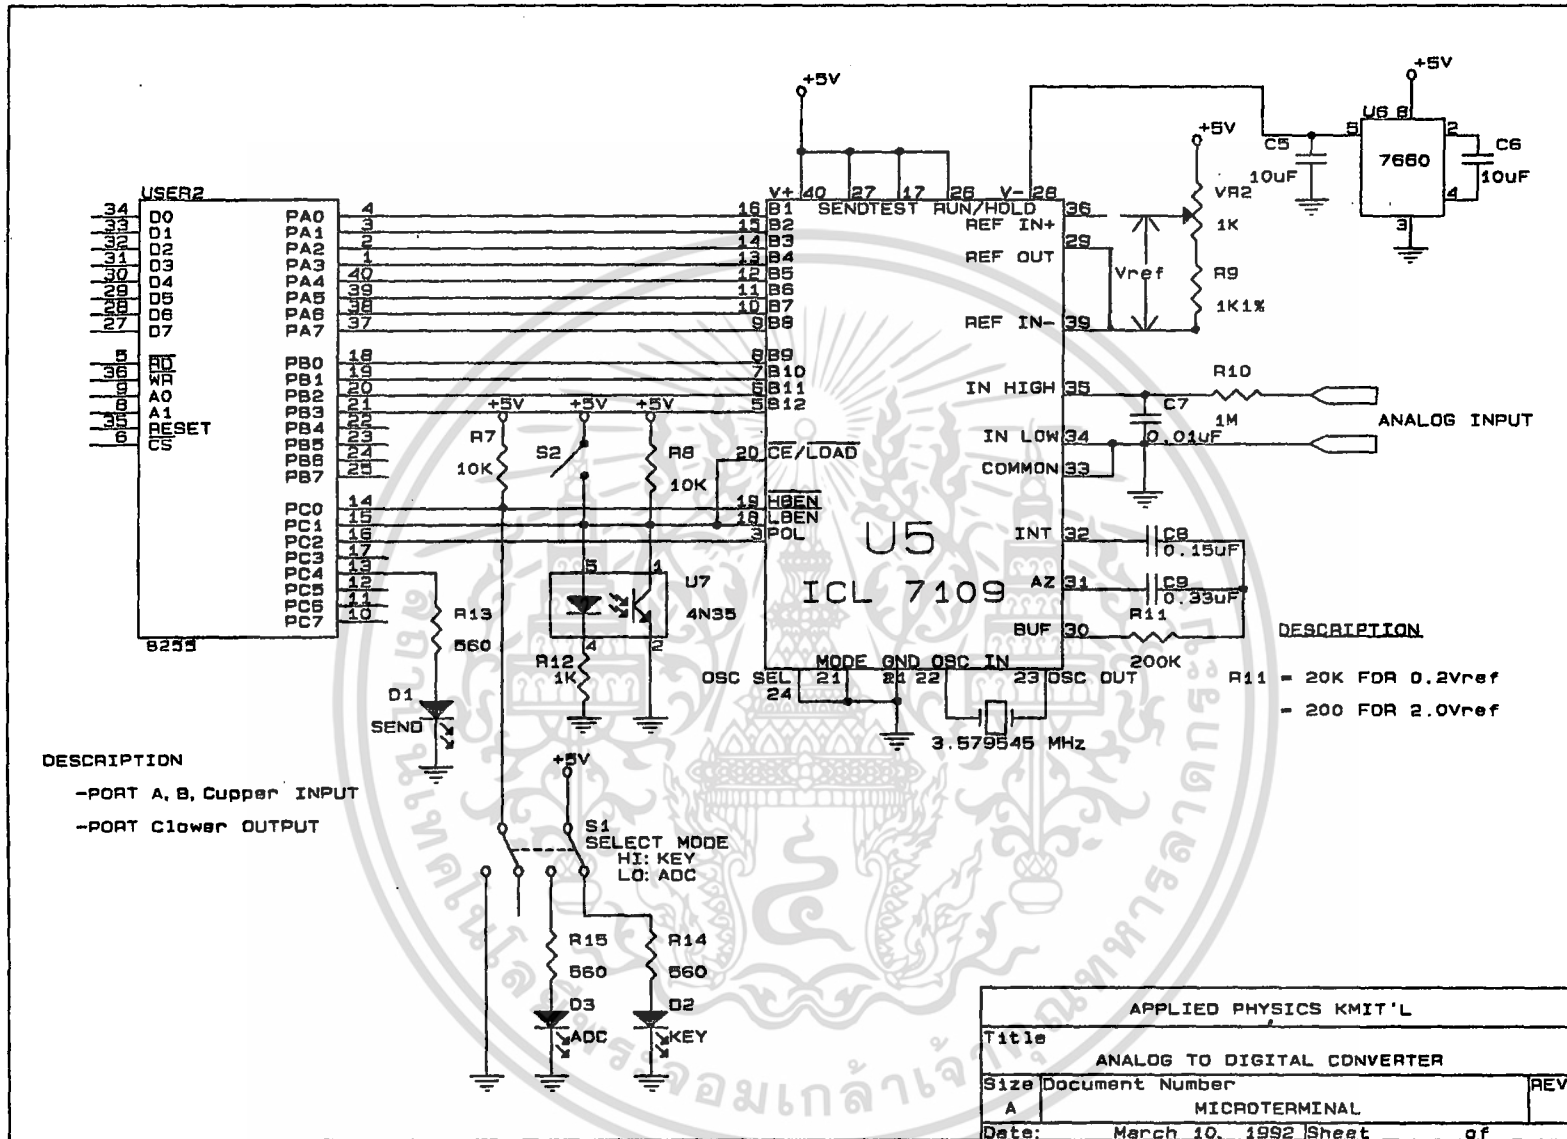 +5V
+5V
U6 8
5
2
7660
4
3
C5
10uF
C6
10uF
+5V
VR2
1K
R9
1K1%
Vref
USER2
34 D0 PA0 4
33 D1 PA1 3
32 D2 PA2 2
31 D3 PA3 1
30 D4 PA4 40
29 D5 PA5 39
28 D6 PA6 38
27 D7 PA7 37
5 RD PB0 18
36 WR PB1 19
9 A0 PB2 20
8 A1 PB3 21
35 RESET PB4 22
6 CS PB5 23
PB6 24
PB7 25
PC0 14
PC1 15
PC2 16
PC3 17
PC4 13
PC5 12
PC6 11
PC7 10
8255
V+ 40 27 17 26 V- 28
SENDTEST RUN/HOLD
16 B1
15 B2
14 B3
13 B4
12 B5
11 B6
10 B7
9 B8
8 B9
7 B10
6 B11
5 B12
20 CE/LOAD
19 HBEN
18 LBEN
3 POL
REF IN+ 36
REF OUT 29
REF IN- 39
IN HIGH 35
IN LOW 34
COMMON 33
INT 32
AZ 31
BUF 30
U5
ICL 7109
MODE GND OSC IN
OSC SEL 21 21 22 23 OSC OUT
24
3.579545 MHz
R10
1M
C7
0.01uF
ANALOG INPUT
C8
0.15uF
C9
0.33uF
R11
200K
DESCRIPTION
R11 = 20K FOR 0.2Vref
= 200 FOR 2.0Vref
+5V +5V +5V
R7
10K
S2
R8
10K
5 1
U7
4N35
4 2
R12
1K
R13
560
D1
SEND
DESCRIPTION
-PORT A, B, Cupper INPUT
-PORT Clower OUTPUT
+5V
S1
SELECT MODE
HI: KEY
LO: ADC
R15
560
R14
560
D3
ADC
D2
KEY
APPLIED PHYSICS KMIT'L
Title
ANALOG TO DIGITAL CONVERTER
Size Document Number REV
A MICROTERMINAL
Date: March 10, 1992 Sheet of